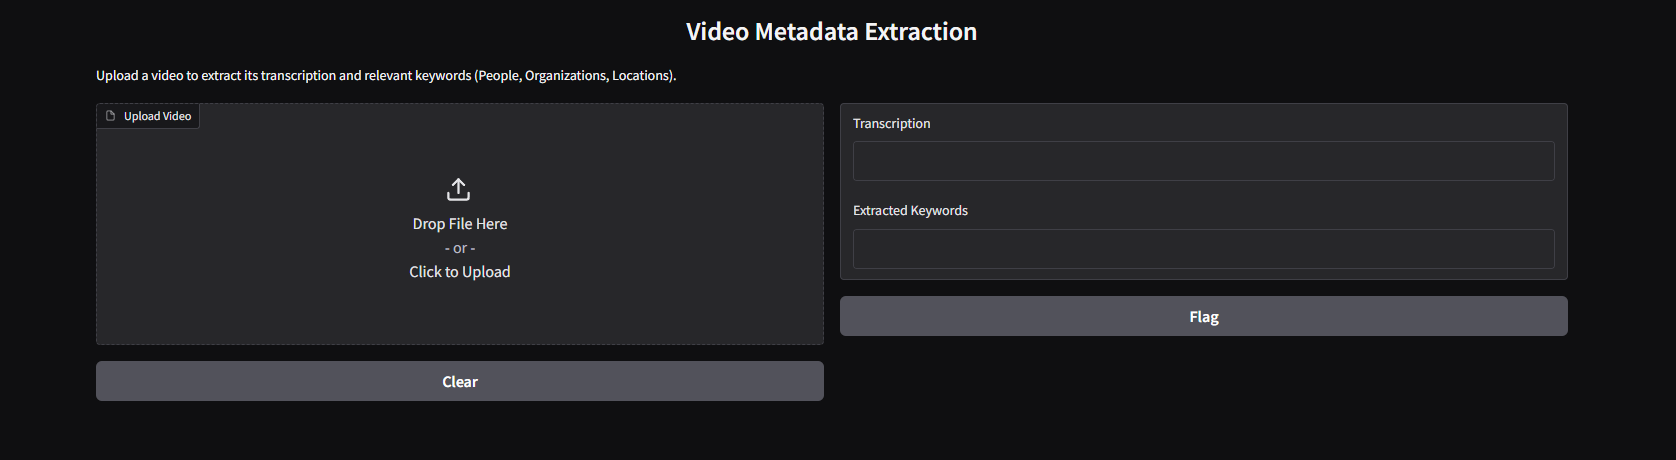 Video Metadata Extraction
Upload a video to extract its transcription and relevant keywords (People, Organizations, Locations).
Upload Video
Drop File Here
- or -
Click to Upload
Clear
Transcription
Extracted Keywords
Flag